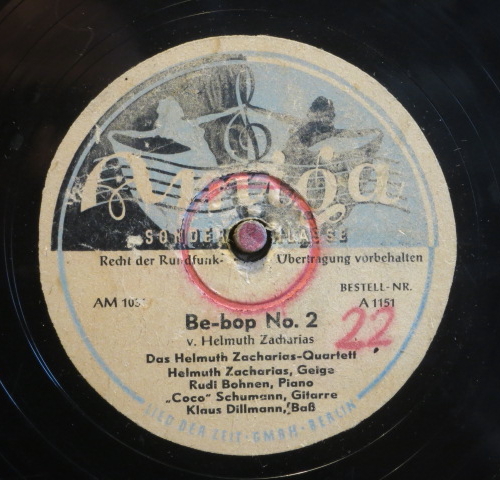 Amiga
SONDERKLASSE
Recht der Rundfunk- Übertragung vorbehalten
BESTELL-NR.
AM 103
A 1151
Be-bop No. 2
22
v. Helmuth Zacharias
Das Helmuth Zacharias-Quartett
Helmuth Zacharias, Geige
Rudi Bohnen, Piano
„Coco" Schumann, Gitarre
Klaus Dillmann, Baß
LIED DER ZEIT - GMBH - BERLIN